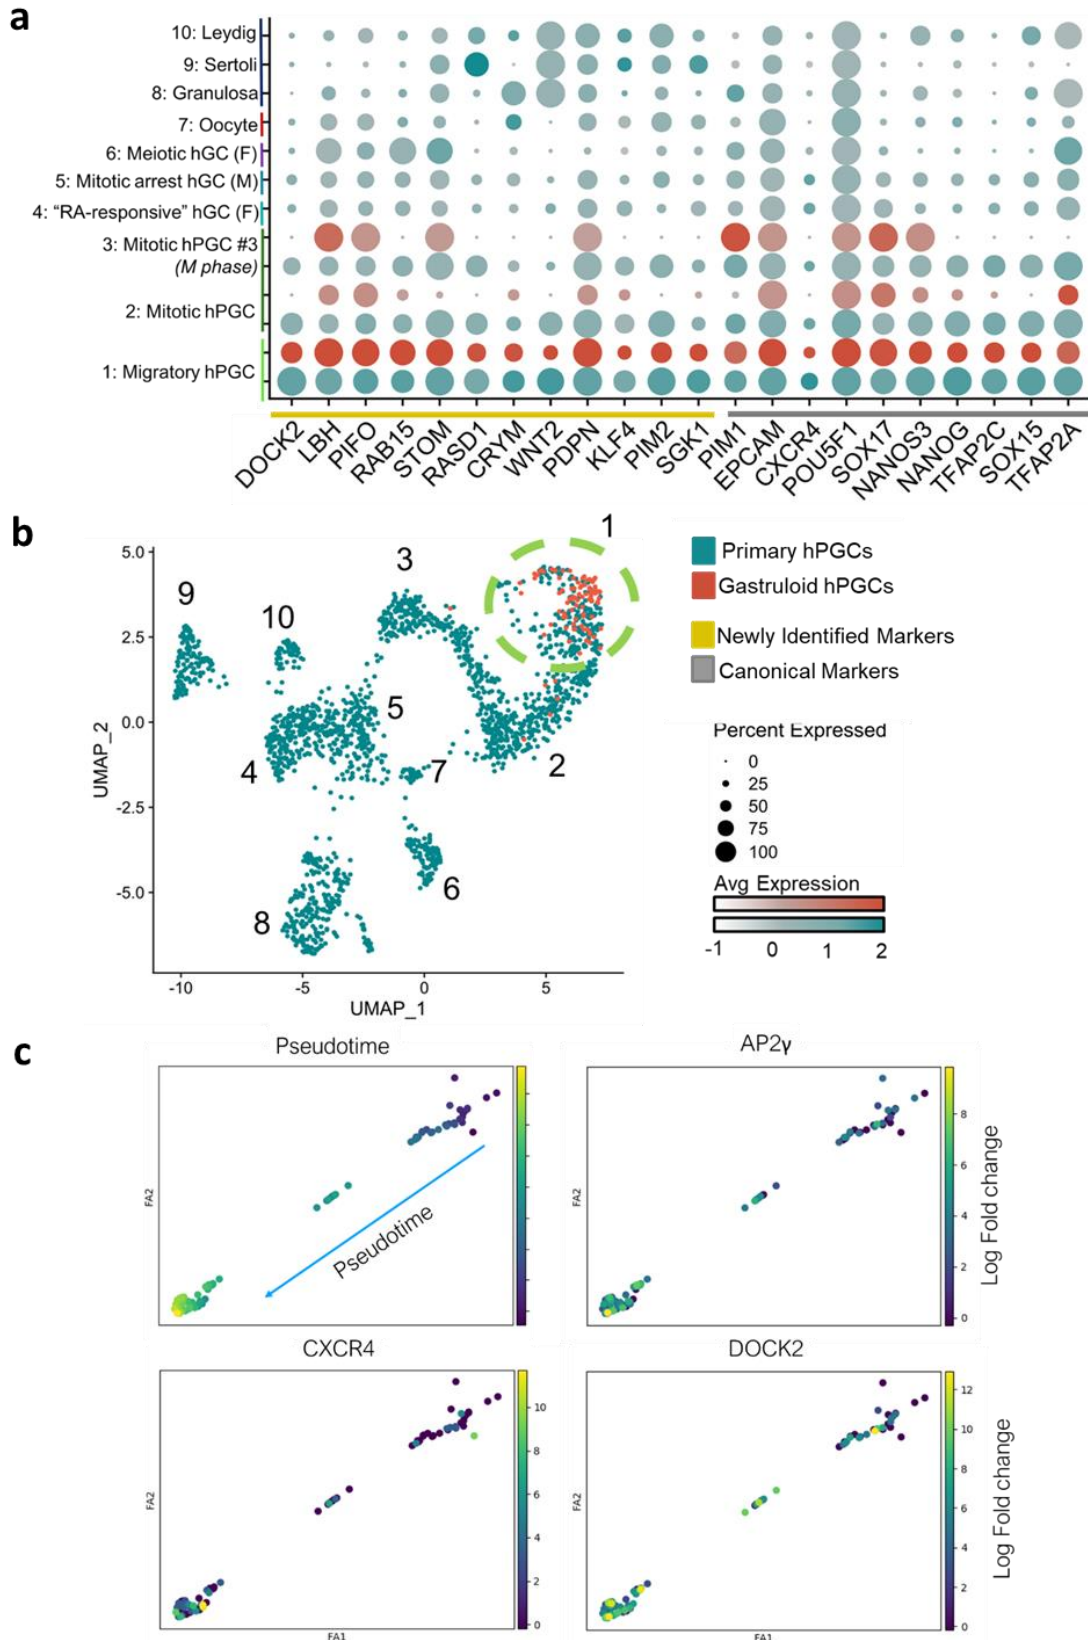 a
10: Leydig
9: Sertoli
8: Granulosa
7: Oocyte
6: Meiotic hGC (F)
5: Mitotic arrest hGC (M)
4: “RA-responsive” hGC (F)
3: Mitotic hPGC #3
(M phase)
2: Mitotic hPGC
1: Migratory hPGC
DOCK2
LBH
PIFO
RAB15
STOM
RASD1
CRYM
WNT2
PDPN
KLF4
PIM2
SGK1
PIM1
EPCAM
CXCR4
POU5F1
SOX17
NANOS3
NANOG
TFAP2C
SOX15
TFAP2A
b
5.0
2.5
0.0
-2.5
-5.0
UMAP_2
-10
-5
0
5
UMAP_1
1
3
9
10
5
4
7
2
6
8
Primary hPGCs
Gastruloid hPGCs
Newly Identified Markers
Canonical Markers
Percent Expressed
0
25
50
75
100
Avg Expression
-1 0 1 2
c
Pseudotime
FA2
Pseudotime
AP2γ
FA2
8
6
4
2
0
Log Fold change
CXCR4
FA2
FA1
10
8
6
4
2
0
DOCK2
FA2
FA1
12
10
8
6
4
2
0
Log Fold change